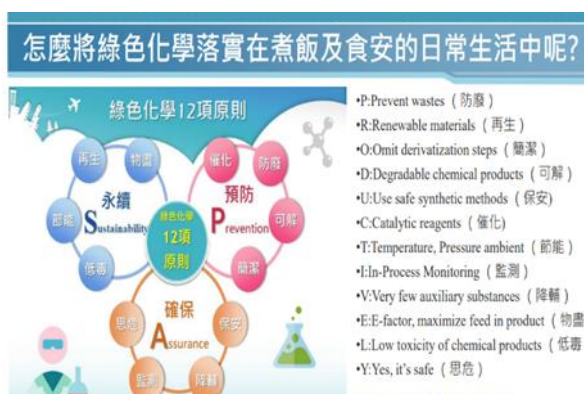 怎麼將綠色化學落實在煮飯及食安的日常生活中呢?
綠色化學12項原則
再生
物盡
節能
低毒
永續
Sustainability
催化
防廢
可解
簡潔
預防
Prevention
綠色化學
12項
原則
確保
Assurance
思危
保安
監測
降輔
•P:Prevent wastes（防廢）
•R:Renewable materials（再生）
•O:Omit derivatization steps（簡潔）
•D:Degradable chemical products（可解）
•U:Use safe synthetic methods（保安)
•C:Catalytic reagents（催化)
•T:Temperature, Pressure ambient（節能）
•I:In-Process Monitoring（監測）
•V:Very few auxiliary substances（降輔）
•E:E-factor, maximize feed in product（物盡
•L:Low toxicity of chemical products（低毒
•Y:Yes, it's safe（思危）